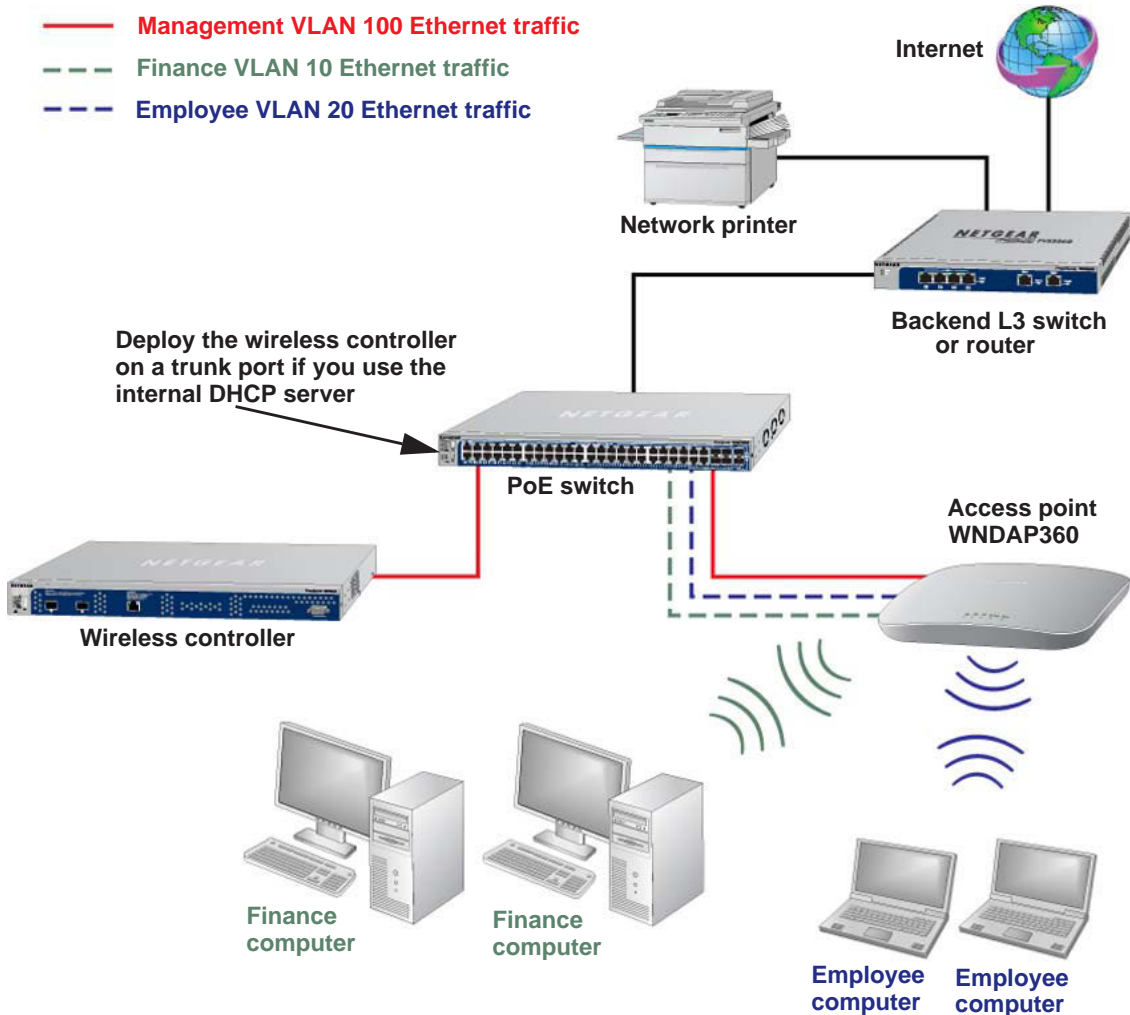 Management VLAN 100 Ethernet traffic
Finance VLAN 10 Ethernet traffic
Employee VLAN 20 Ethernet traffic
Internet
Network printer
NETGEAR
Backend L3 switch
or router
Deploy the wireless controller
on a trunk port if you use the
internal DHCP server
NETGEAR
PoE switch
Access point
WNDAP360
NETGEAR
NETGEAR
Wireless controller
Finance
computer
Finance
computer
Employee
computer
Employee
computer